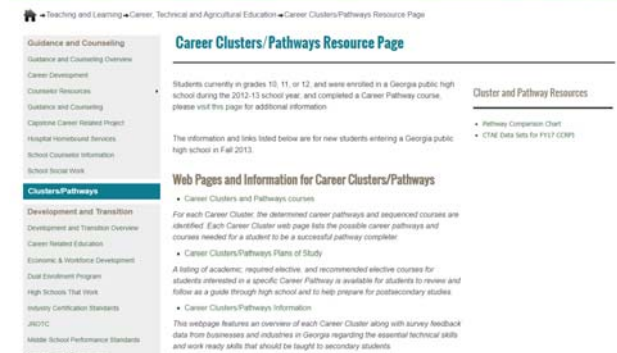 Teaching and Learning Career, Technical and Agricultural Education Career Clusters/Pathways Resource Page
Guidance and Counseling
Guidance and Counseling Overview
Career Development
Counselor Resources
Guidance and Counseling
Capstone Career Related Project
Hospital Homebound Services
School Counselor Information
School Social Work
Clusters/Pathways
Development and Transition
Development and Transition Overview
Career Related Education
Economic & Workforce Development
Dual Enrollment Program
High Schools That Work
Industry Certification Standards
JROTC
Middle School Performance Standards
Career Clusters/Pathways Resource Page
Students currently in grades 10, 11, or 12, and were enrolled in a Georgia public high
school during the 2012-13 school year, and completed a Career Pathway course,
please visit this page for additional information
The information and links listed below are for new students entering a Georgia public
high school in Fall 2013.
Web Pages and Information for Career Clusters/Pathways
• Career Clusters and Pathways courses
For each Career Cluster, the determined career pathways and sequenced courses are
identified. Each Career Cluster web page lists the possible career pathways and
courses needed for a student to be a successful pathway completer.
• Career Clusters/Pathways Plans of Study
A listing of academic, required elective, and recommended elective courses for
students interested in a specific Career Pathway is available for students to review and
follow as a guide through high school and to help prepare for postsecondary studies.
• Career Clusters/Pathways Information
This webpage features an overview of each Career Cluster along with survey feedback
data from businesses and industries in Georgia regarding the essential technical skills
and work ready skills that should be taught to secondary students.
Cluster and Pathway Resources
• Pathway Comparison Chart
• CTAE Data Sets for FY17 CCRPI